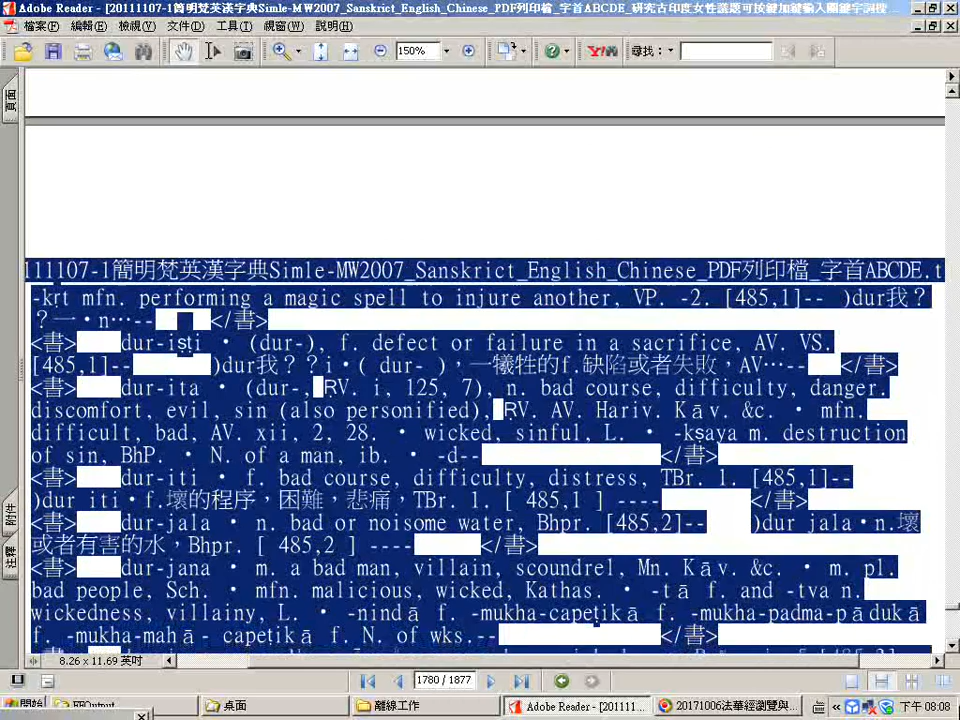 Adobe Reader - [20111107-1簡明梵英漢字典Simle-MW2007_Sanskrict_English_Chinese_PDF列印檔_字首ABCDE_研究古印度女性議題可按鍵加鍵輸入關鍵字詞搜...
檔案(F) 編輯(E) 檢視(V) 文件(D) 工具(T) 視窗(W) 說明(H)
150% Y! 尋找:
頁面
111107-1簡明梵英漢字典Simle-MW2007_Sanskrict_English_Chinese_PDF列印檔_字首ABCDE.t
-kṛt mfn. performing a magic spell to injure another, VP. -2. [485,1]-- )dur我？
？一・n…-- </書>
<書> dur-iṣṭi ・ (dur-), f. defect or failure in a sacrifice, AV. VS.
[485,1]-- )dur我？？i・( dur- )，一犧牲的f.缺陷或者失敗，AV…-- </書>
<書> dur-ita ・ (dur-, ṚV. i, 125, 7), n. bad course, difficulty, danger.
discomfort, evil, sin (also personified), ṚV. AV. Hariv. Kāv. &c. ・ mfn.
difficult, bad, AV. xii, 2, 28. ・ wicked, sinful, L. ・ -kṣaya m. destruction
of sin, BhP. ・ N. of a man, ib. ・ -d-- </書>
<書> dur-iti ・ f. bad course, difficulty, distress, TBr. l. [485,1]--
)dur iti・f.壞的程序，困難，悲痛，TBr. l. [ 485,1 ] ---- </書>
<書> dur-jala ・ n. bad or noisome water, Bhpr. [485,2]-- )dur jala・n.壞
或者有害的水，Bhpr. [ 485,2 ] ---- </書>
<書> dur-jana ・ m. a bad man, villain, scoundrel, Mn. Kāv. &c. ・ m. pl.
bad people, Sch. ・ mfn. malicious, wicked, Kathas. ・ -tā f. and -tva n.
wickedness, villainy, L. ・ -nindā f. -mukha-capeṭikā f. -mukha-padma-pādukā
f. -mukha-mahā- capeṭikā f. N. of wks.-- </書>
附件
注釋
8.26 x 11.69 英吋
1780 / 1877
開始 FFOutput 桌面 離線工作 Adobe Reader - [201111... 20171006法華經瀏覽與... 下午 08:08